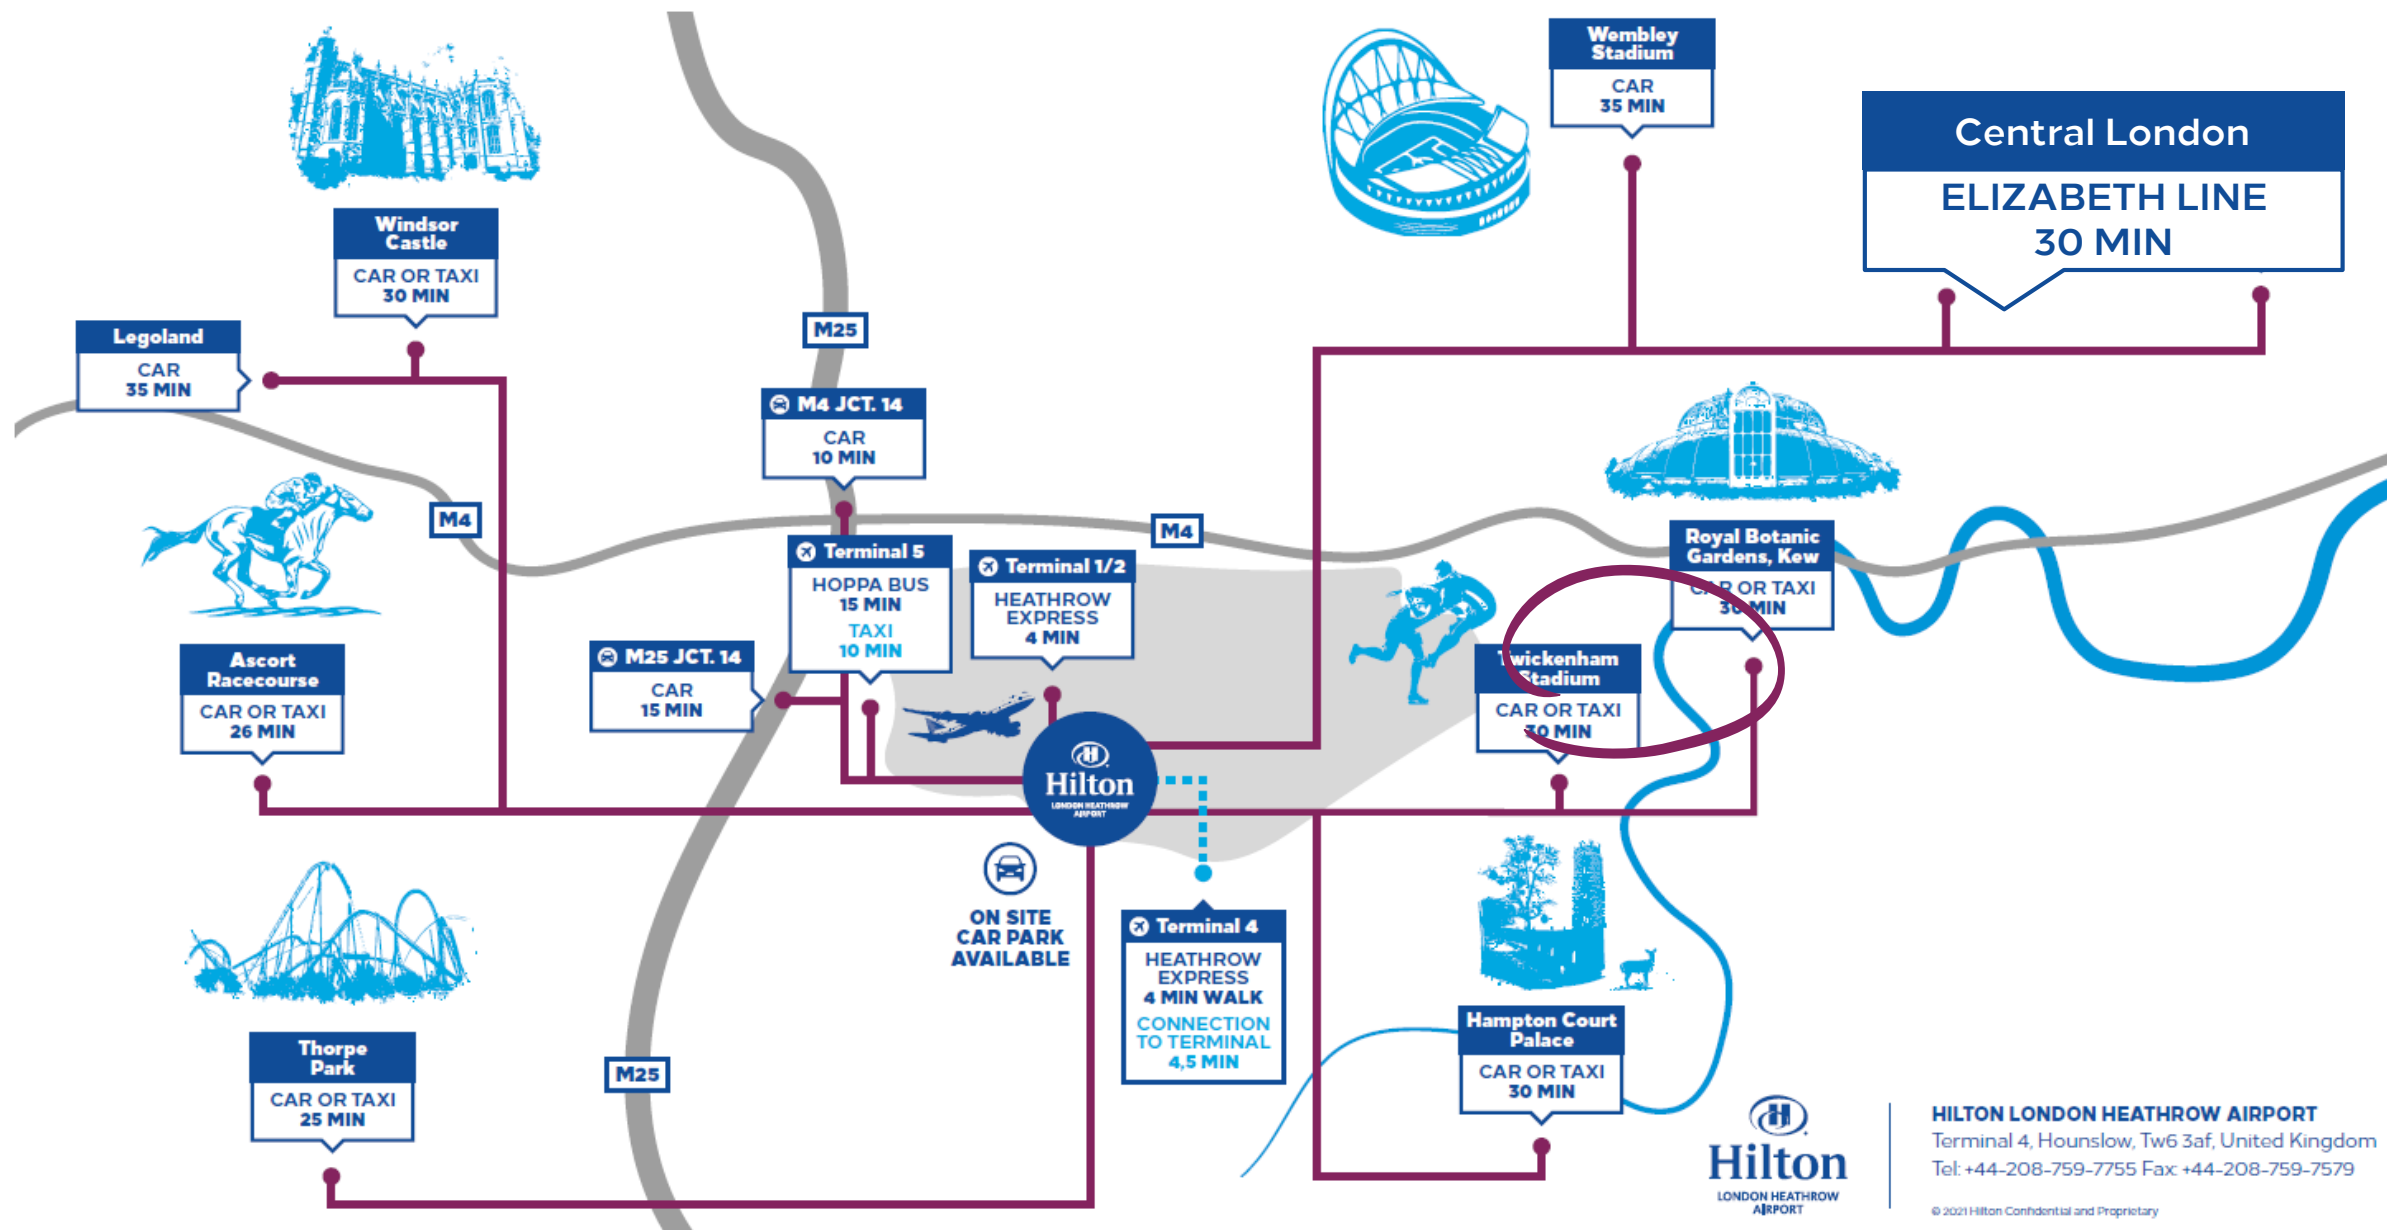 Wembley
Stadium
CAR
35 MIN
Central London
ELIZABETH LINE
30 MIN
Windsor
Castle
CAR OR TAXI
30 MIN
Legoland
CAR
35 MIN
M25
M4 JCT. 14
CAR
10 MIN
M4
M4
Terminal 5
HOPPA BUS
15 MIN
TAXI
10 MIN
Terminal 1/2
HEATHROW
EXPRESS
4 MIN
Royal Botanic
Gardens, Kew
CAR OR TAXI
30 MIN
M25 JCT. 14
CAR
15 MIN
Twickenham
Stadium
CAR OR TAXI
30 MIN
Ascort
Racecourse
CAR OR TAXI
26 MIN
Hilton
LONDON HEATHROW
AIRPORT
ON SITE
CAR PARK
AVAILABLE
Terminal 4
HEATHROW
EXPRESS
4 MIN WALK
CONNECTION
TO TERMINAL
4,5 MIN
Thorpe
Park
CAR OR TAXI
25 MIN
M25
Hampton Court
Palace
CAR OR TAXI
30 MIN
Hilton
LONDON HEATHROW
AIRPORT
HILTON LONDON HEATHROW AIRPORT
Terminal 4, Hounslow, Tw6 3af, United Kingdom
Tel: +44-208-759-7755 Fax: +44-208-759-7579
© 2021 Hilton Confidential and Proprietary